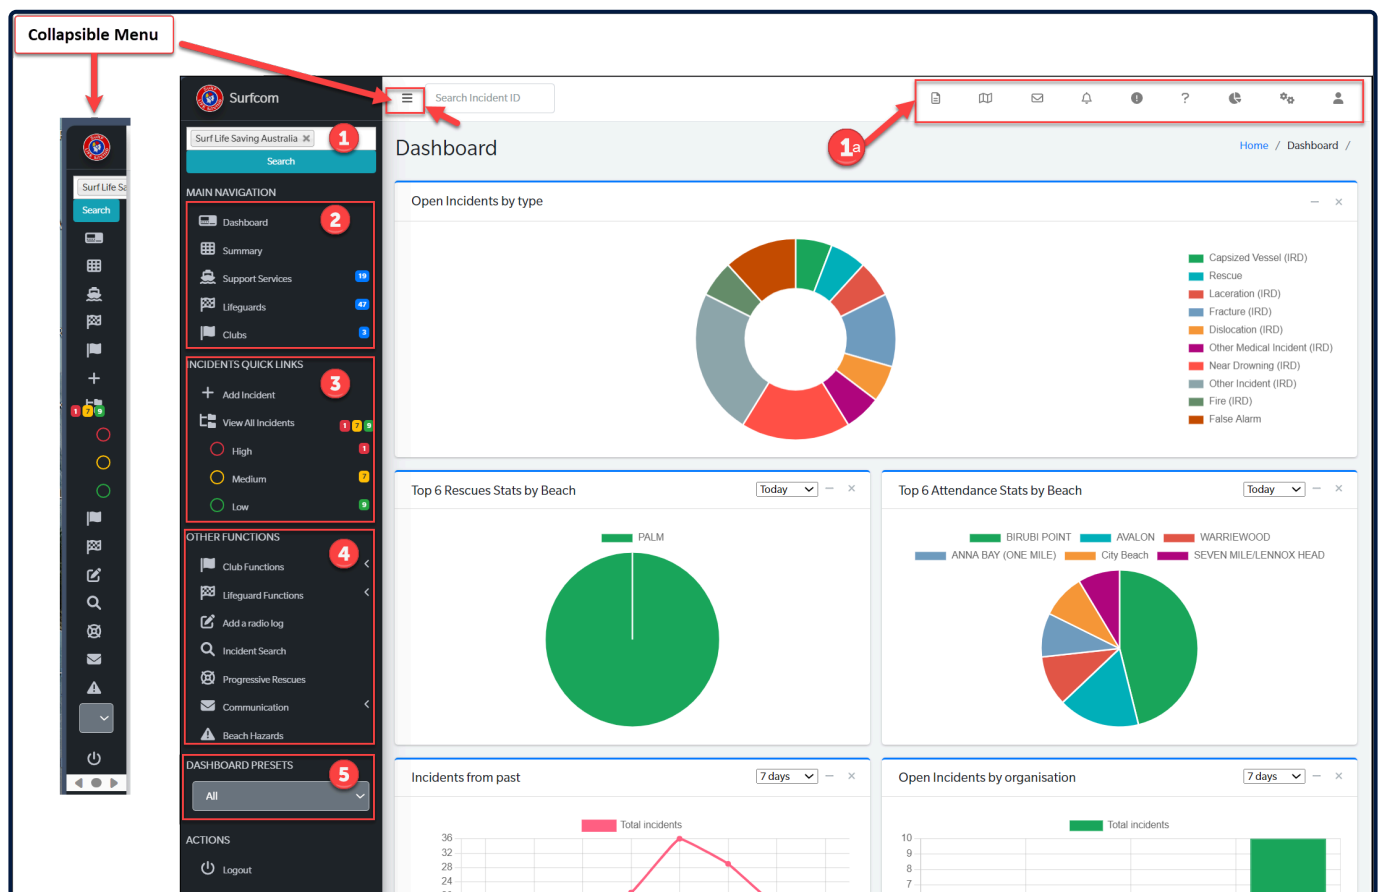 Collapsible Menu
Surfcom
Search Incident ID
1a
Surf Life Saving Australia ×
1
Search
Dashboard
Home / Dashboard /
Surf Life Sa
Search
MAIN NAVIGATION
2
Dashboard
Summary
Support Services 19
Lifeguards 47
Clubs 3
INCIDENTS QUICK LINKS
3
Add Incident
View All Incidents 1 7 9
High 1
Medium 7
Low 9
1 7 9
OTHER FUNCTIONS
4
Club Functions
Lifeguard Functions
Add a radio log
Incident Search
Progressive Rescues
Communication
Beach Hazards
DASHBOARD PRESETS
5
All
ACTIONS
Logout
Open Incidents by type
Capsized Vessel (IRD)
Rescue
Laceration (IRD)
Fracture (IRD)
Dislocation (IRD)
Other Medical Incident (IRD)
Near Drowning (IRD)
Other Incident (IRD)
Fire (IRD)
False Alarm
Top 6 Rescues Stats by Beach
Today
PALM
Top 6 Attendance Stats by Beach
Today
BIRUBI POINT AVALON WARRIEWOOD
ANNA BAY (ONE MILE) City Beach SEVEN MILE/LENNOX HEAD
Incidents from past
7 days
Total incidents
36
32
28
24
Open Incidents by organisation
7 days
Total incidents
10
9
8
7